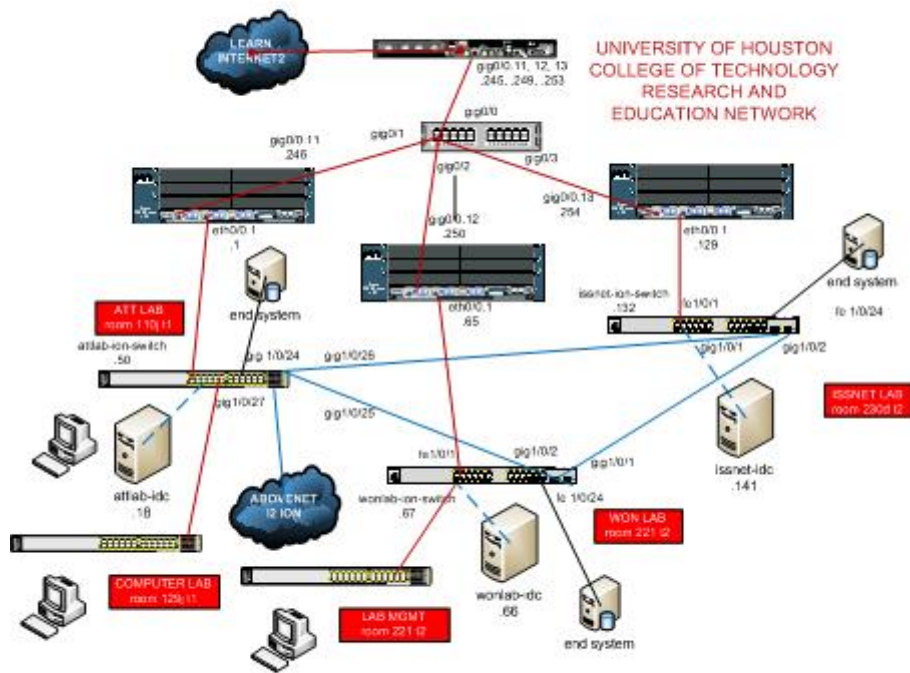 LEARN
INTERNET2
gig0/0.11, 12, 13
.245, .249, .253
UNIVERSITY OF HOUSTON
COLLEGE OF TECHNOLOGY
RESEARCH AND
EDUCATION NETWORK
gig0/0
gig0/1
gig0/0.11
.246
gig0/2
gig0/3
gig0/0.12
.250
gig0/0.13
.254
eth0/0.1
.1
eth0/0.1
.65
eth0/0.1
.129
end system
end system
fe 1/0/24
ATT LAB
room 110j t1
attlab-ion-switch
.50
issnet-ion-switch
.132
fe1/0/1
gig1/0/1
gig1/0/2
gig 1/0/24
gig1/0/26
gig1/0/27
gig1/0/25
ISSNET LAB
room 230d t2
attlab-idc
.18
ABOVENET
I2 ION
fe1/0/1
gig1/0/2
gig1/0/1
wonlab-ion-switch
.67
fe 1/0/24
WON LAB
room 221 t2
issnet-idc
.141
COMPUTER LAB
room 129j t1
LAB MGMT
room 221 t2
wonlab-idc
.66
end system